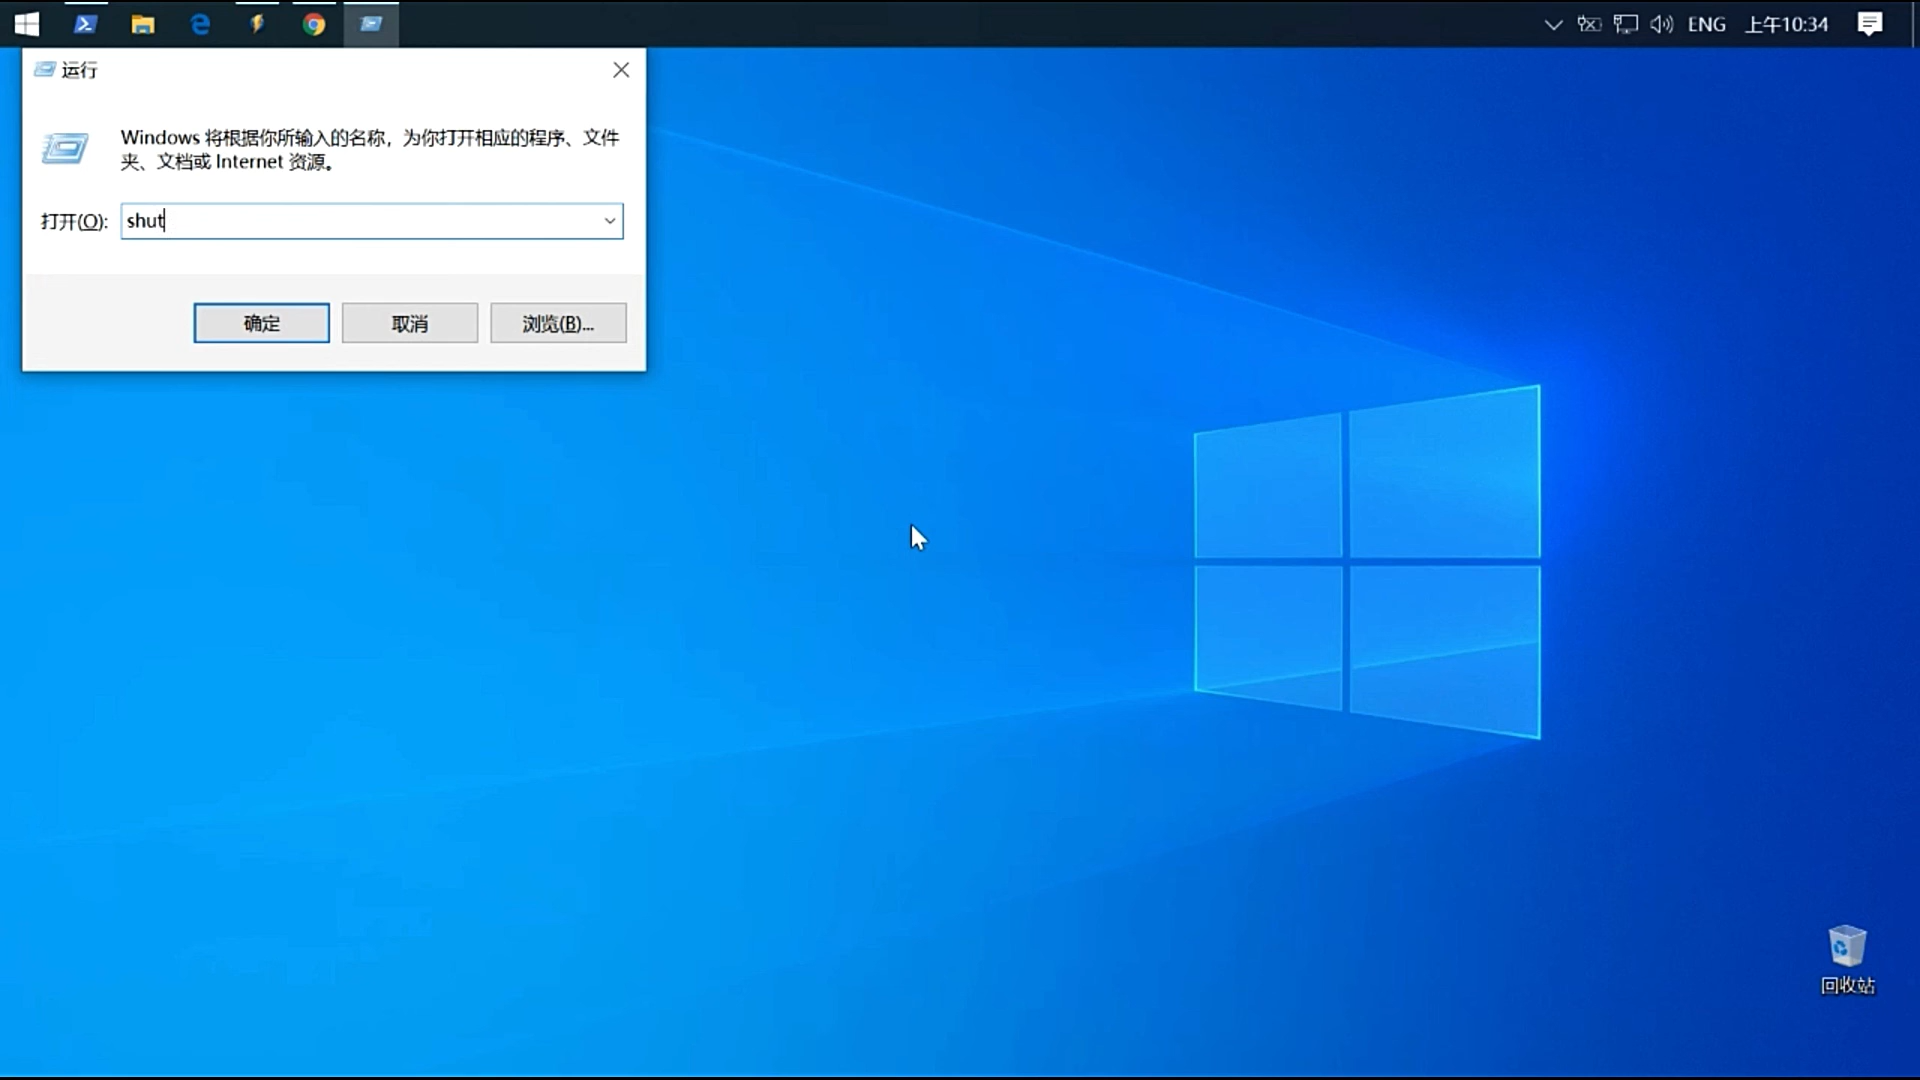 ENG 上午10:34
运行
Windows 将根据你所输入的名称，为你打开相应的程序、文件
夹、文档或 Internet 资源。
打开(O): shut
确定 取消 浏览(B)...
回收站